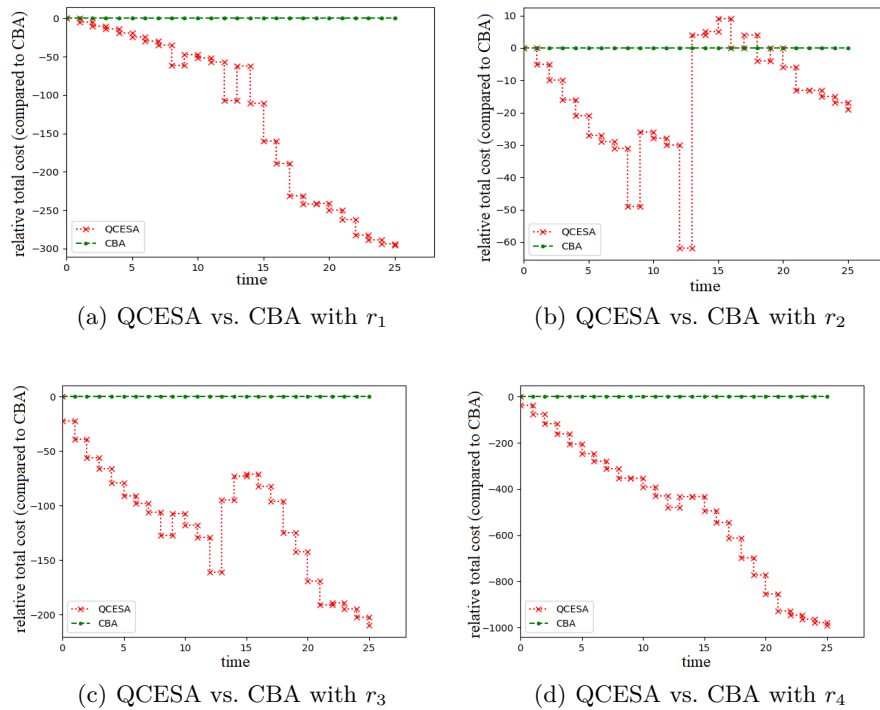 relative total cost (compared to CBA)
0
−50
−100
−150
−200
−250
−300
QCESA
CBA
0 5 10 15 20 25
time
(a) QCESA vs. CBA with r1
relative total cost (compared to CBA)
10
0
−10
−20
−30
−40
−50
−60
QCESA
CBA
0 5 10 15 20 25
time
(b) QCESA vs. CBA with r2
relative total cost (compared to CBA)
0
−50
−100
−150
−200
QCESA
CBA
0 5 10 15 20 25
time
(c) QCESA vs. CBA with r3
relative total cost (compared to CBA)
0
−200
−400
−600
−800
−1000
QCESA
CBA
0 5 10 15 20 25
time
(d) QCESA vs. CBA with r4